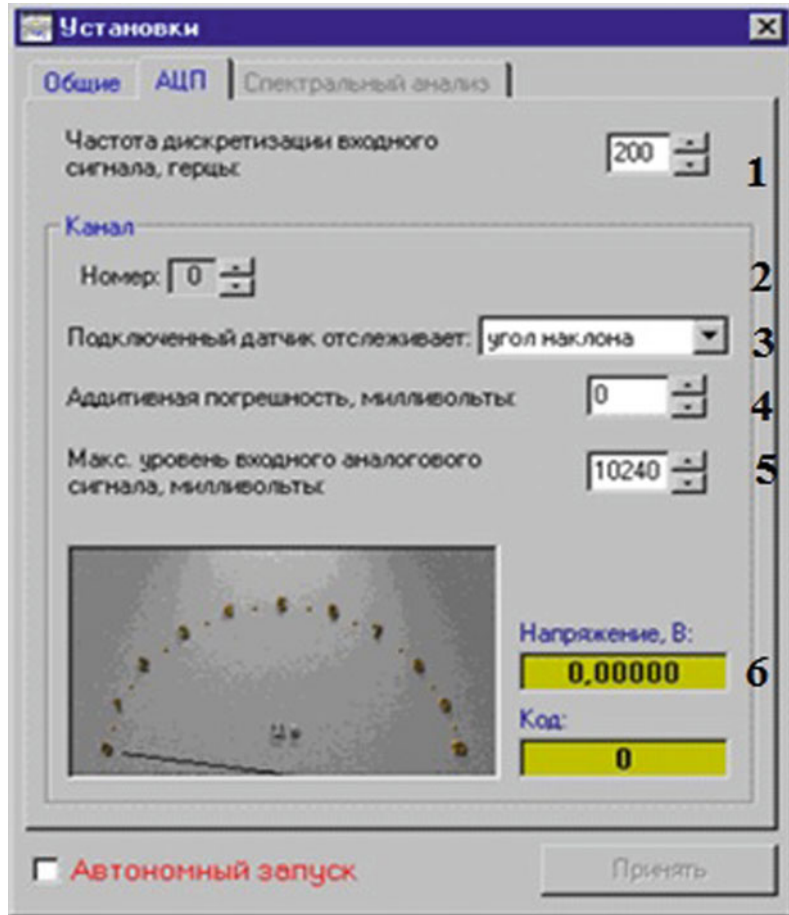 Установки
Общие АЦП Спектральный анализ
Частота дискретизации входного
сигнала, герцы: 200
1
Канал
Номер: 0
2
Подключенный датчик отслеживает: угол наклона
3
Аддитивная погрешность, милливольты: 0
4
Макс. уровень входного аналогового
сигнала, милливольты: 10240
5
Напряжение, В:
0,00000
6
Код:
0
Автономный запуск Принять